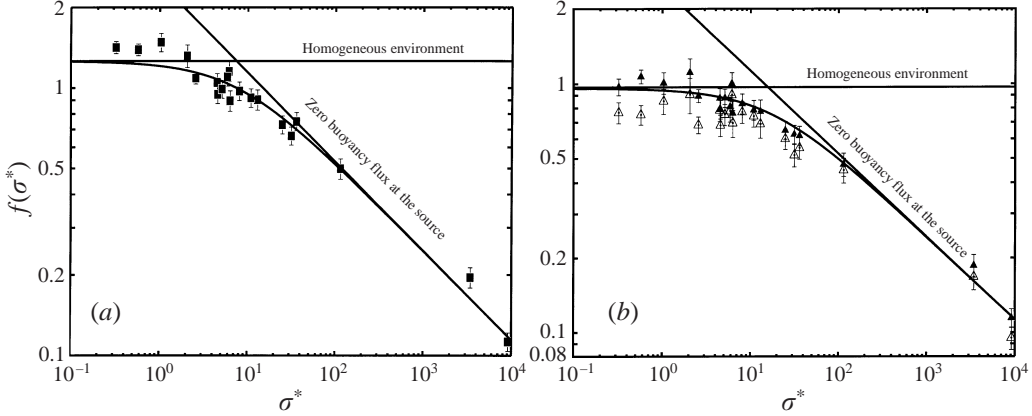 2
1
0.5
0.2
0.1
f(σ*)
Homogeneous environment
Zero buoyancy flux at the source
(a)
10⁻¹ 10⁰ 10¹ 10² 10³ 10⁴
σ*
2
1.0
0.5
0.2
0.1
0.08
Homogeneous environment
Zero buoyancy flux at the source
(b)
10⁻¹ 10⁰ 10¹ 10² 10³ 10⁴
σ*